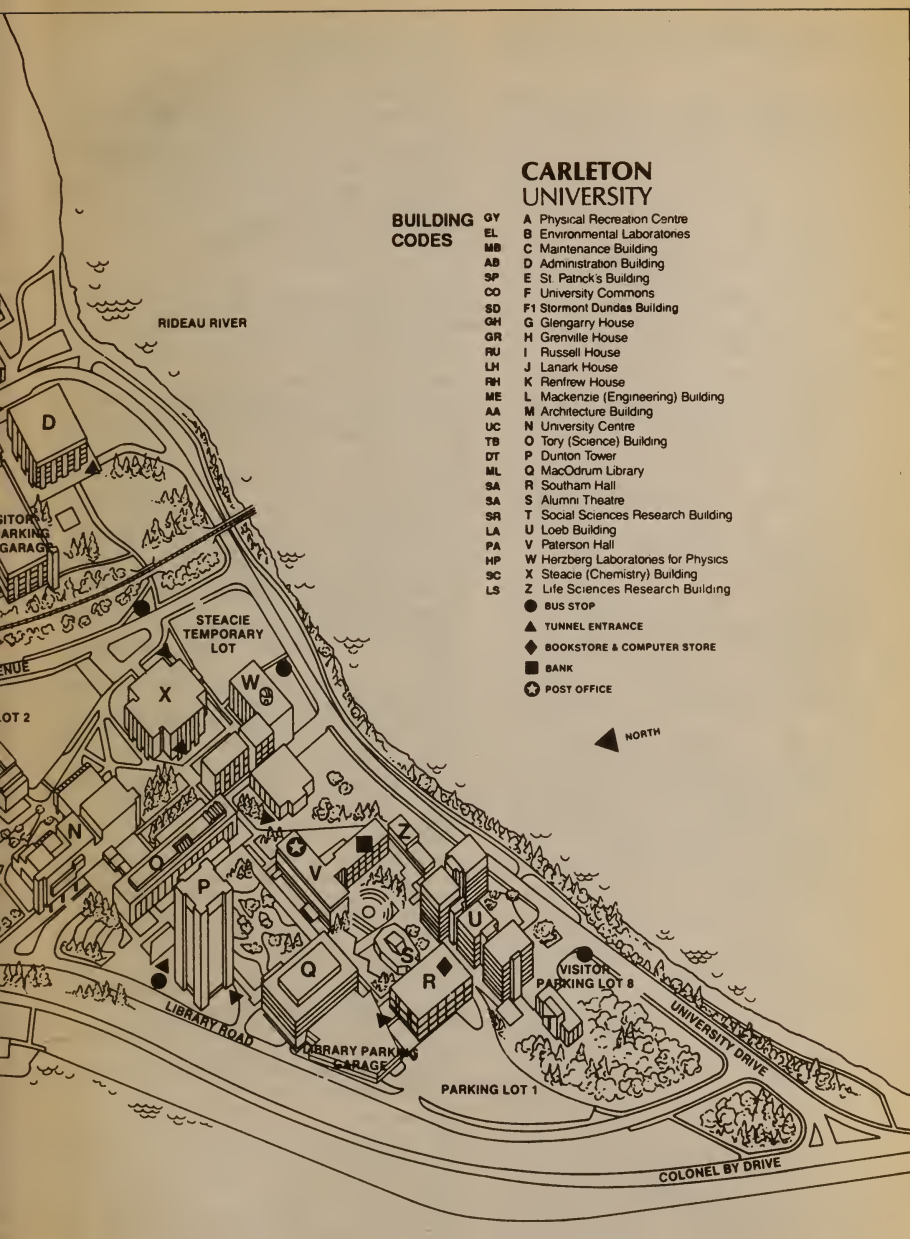 CARLETON
UNIVERSITY
BUILDING
CODES
GY A Physical Recreation Centre
EL B Environmental Laboratories
MB C Maintenance Building
AB D Administration Building
SP E St. Patrick's Building
CO F University Commons
SD F1 Stormont Dundas Building
GH G Glengarry House
GR H Grenville House
RU I Russell House
LH J Lanark House
RH K Renfrew House
ME L Mackenzie (Engineering) Building
AA M Architecture Building
UC N University Centre
TB O Tory (Science) Building
DT P Dunton Tower
ML Q MacOdrum Library
SA R Southam Hall
SA S Alumni Theatre
SR T Social Sciences Research Building
LA U Loeb Building
PA V Paterson Hall
HP W Herzberg Laboratories for Physics
SC X Steacie (Chemistry) Building
LS Z Life Sciences Research Building
BUS STOP
TUNNEL ENTRANCE
BOOKSTORE & COMPUTER STORE
BANK
POST OFFICE
NORTH
RIDEAU RIVER
D
SITOR
ARKING
GARAGE
STEACIE
TEMPORARY
LOT
ENUE
X
W
OT 2
N
O
P
V
Z
U
Q
S
R
T
VISITOR
PARKING LOT 8
LIBRARY ROAD
LIBRARY PARKING
GARAGE
PARKING LOT 1
UNIVERSITY DRIVE
COLONEL BY DRIVE